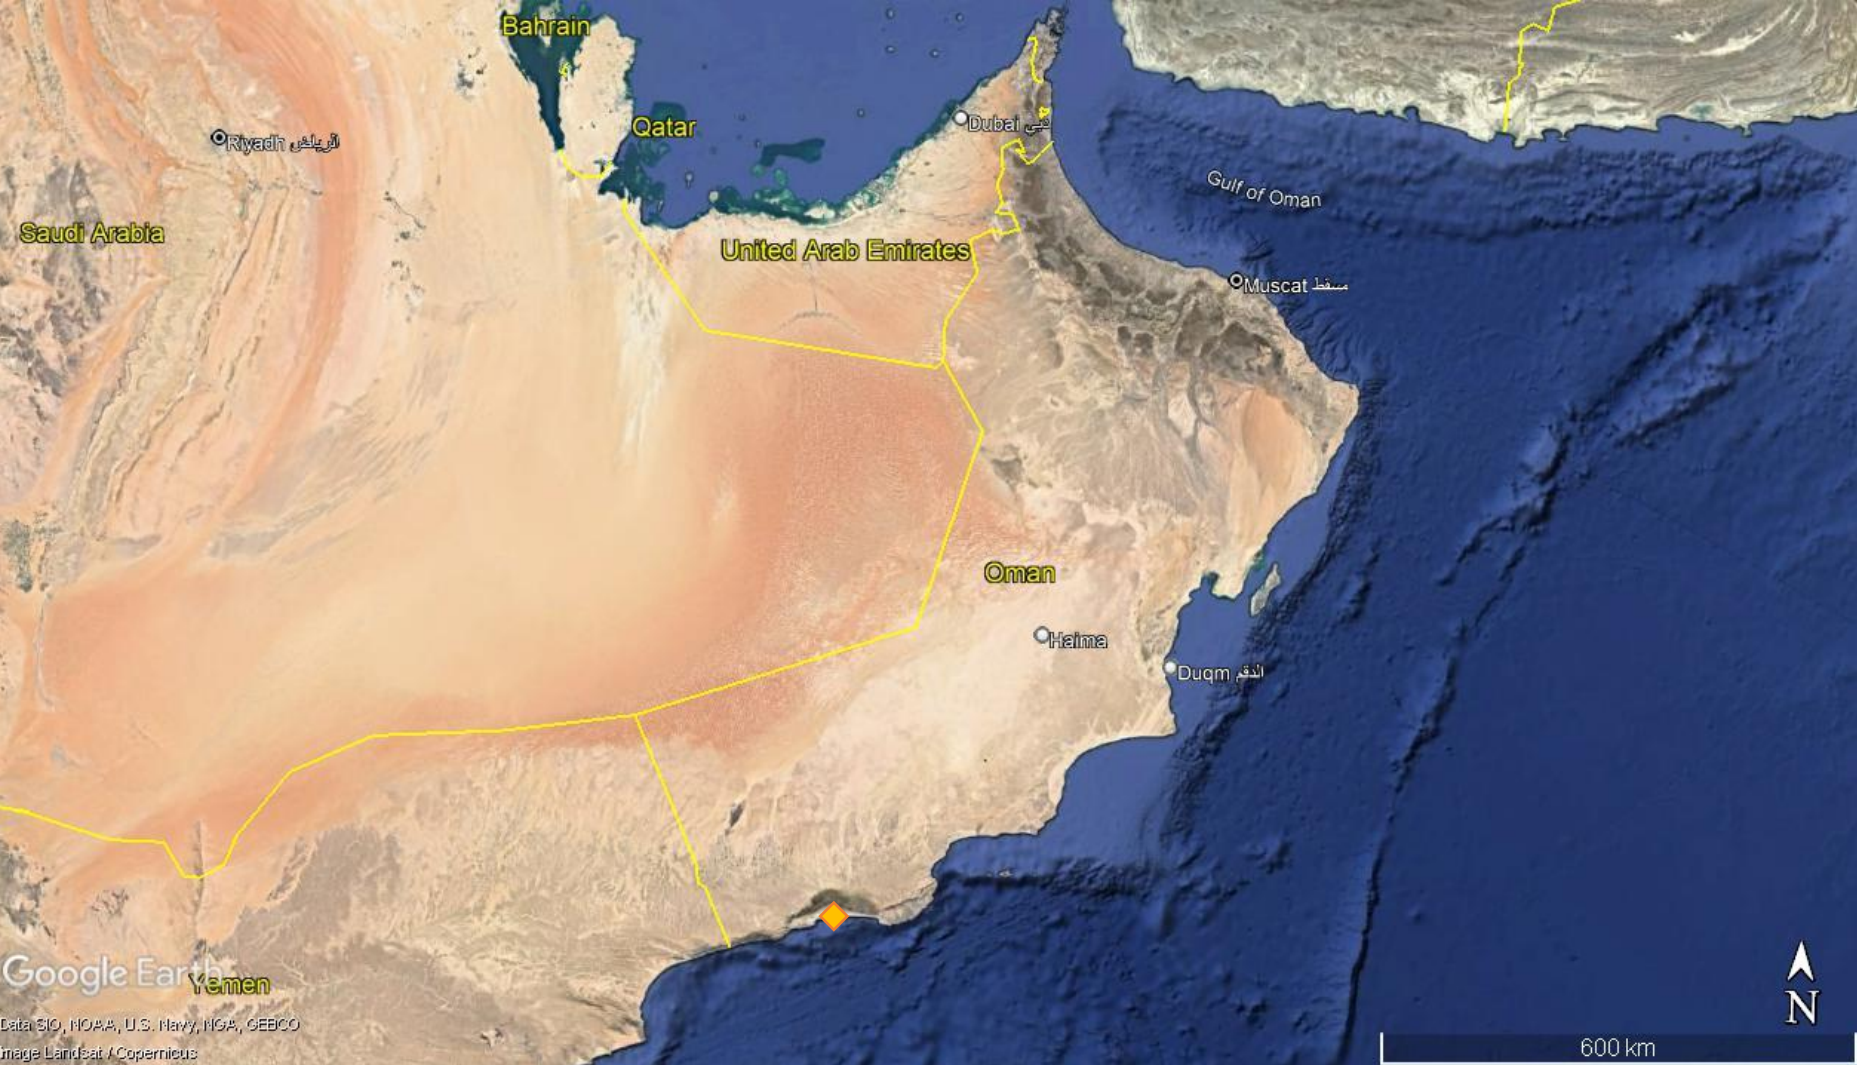 Bahrain
Qatar
Dubai دبي
Riyadh الرياض
Gulf of Oman
Saudi Arabia
United Arab Emirates
Muscat مسقط
Oman
Haima
Duqm الدقم
Google Earth
Yemen
N
Data SIO, NOAA, U.S. Navy, NGA, GEBCO
Image Landsat / Copernicus
600 km